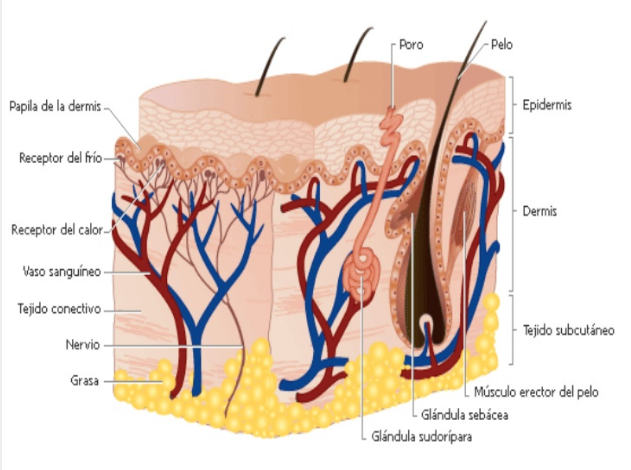 Poro
Pelo
Papila de la dermis
Epidermis
Receptor del frío
Dermis
Receptor del calor
Vaso sanguíneo
Tejido conectivo
Tejido subcutáneo
Nervio
Grasa
Músculo erector del pelo
Glándula sebácea
Glándula sudorípara